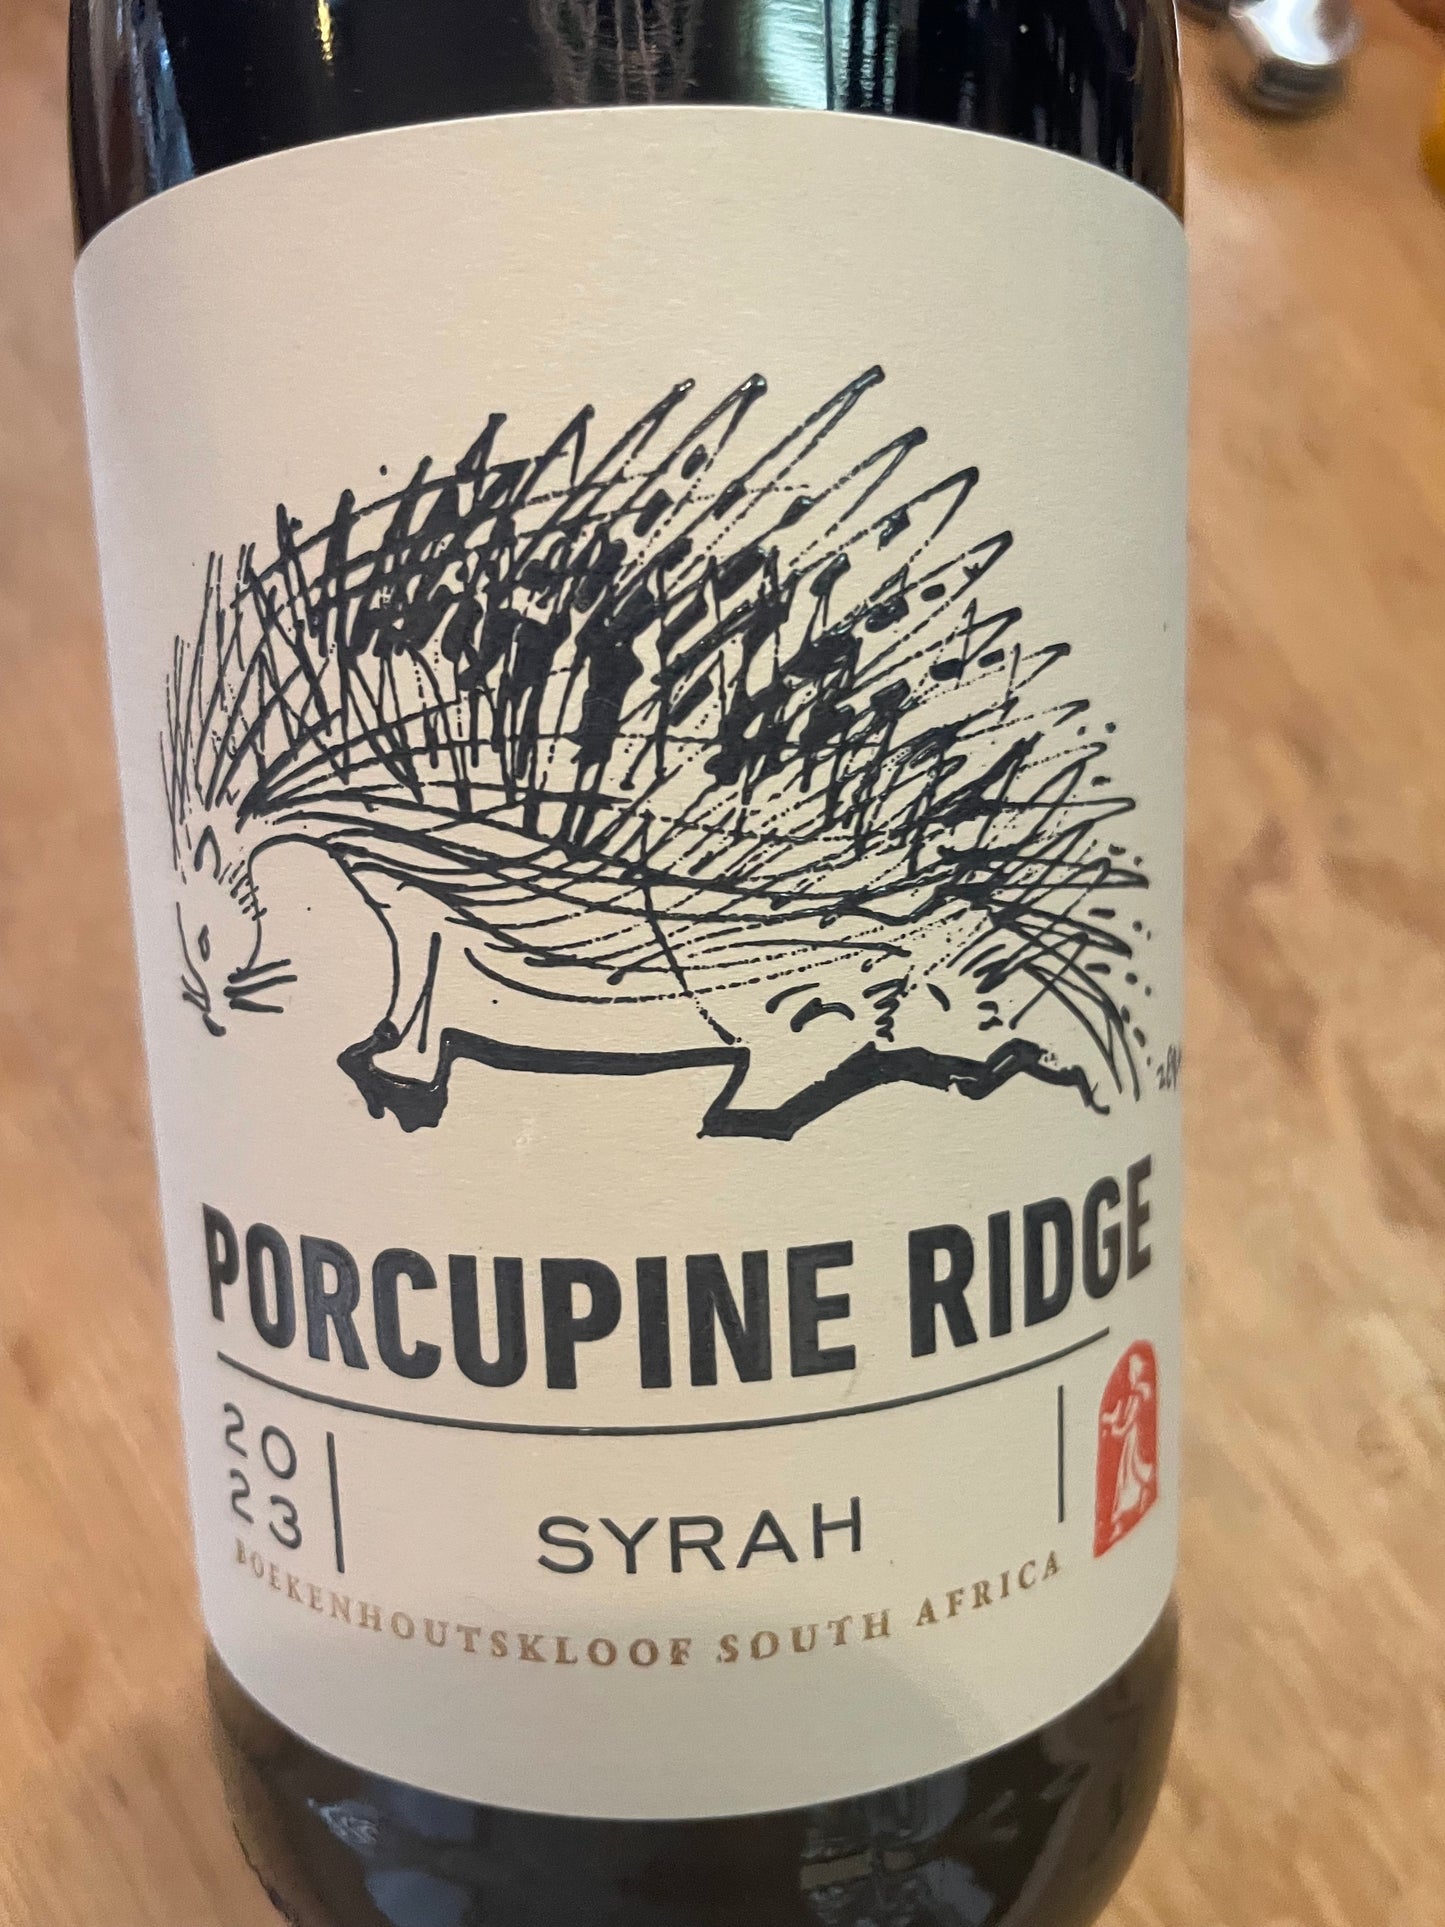 PORCUPINE RIDGE
20
23
SYRAH
BOEKENHOUTSKLOOF SOUTH AFRICA